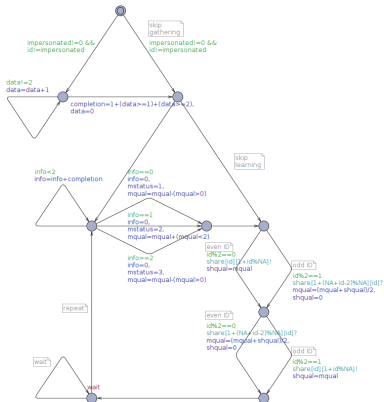 skip
gathering
impersonated!=0 &&
id!=impersonated
impersonated!=0 &&
id!=impersonated
data!=2
data=data+1
completion=1+(data>=1)+(data>=2),
data=0
skip
learning
info<2
info=info+completion
info==0
info=0,
mstatus=1,
mqual=mqual-(mqual>0)
info==1
info=0,
mstatus=2,
mqual=mqual+(mqual<2)
info>=2
info=0,
mstatus=3,
mqual=mqual-(mqual>0)
even ID
id%2==0
share[id][1+id%NA]!
shqual=mqual
odd ID
id%2==1
share[1+(NA+id-2)%NA][id]?
mqual=(mqual+shqual)/2,
shqual=0
repeat
even ID
id%2==0
share[1+(NA+id-2)%NA][id]?
mqual=(mqual+shqual)/2,
shqual=0
odd ID
id%2==1
share[id][1+id%NA]!
shqual=mqual
wait
wait